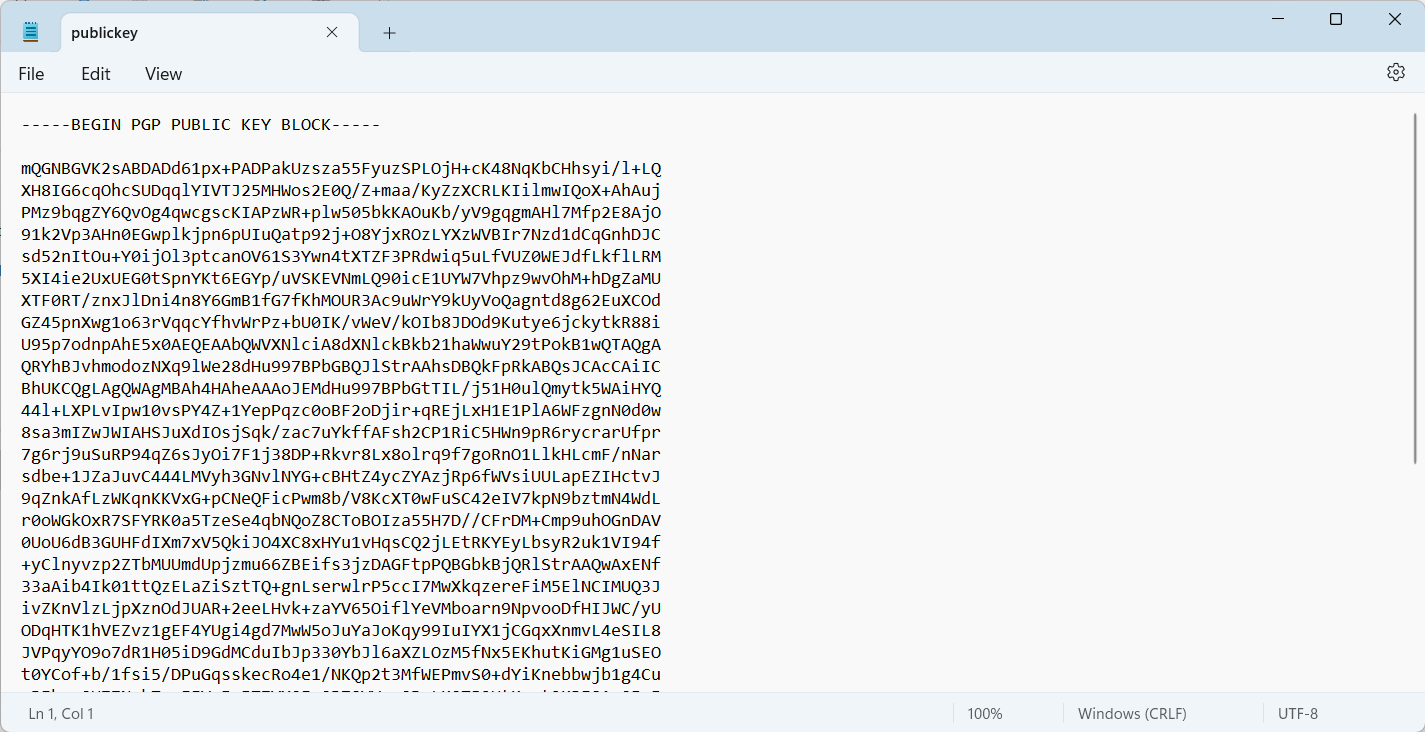 publickey
File
Edit
View
-----BEGIN PGP PUBLIC KEY BLOCK-----
mQGNBGVK2sABDADd61px+PADPakUzsza55FyuzSPLOjH+cK48NqKbCHhsyi/l+LQ
XH8IG6cqOhcSUDqqlYIVTJ25MHWos2E0Q/Z+maa/KyZzXCRLKIilmwIQoX+AhAuj
PMz9bqgZY6QvOg4qwcgscKIAPzWR+plw505bkKAOuKb/yV9gqgmAHl7Mfp2E8AjO
91k2Vp3AHn0EGwplkjpn6pUIuQatp92j+O8YjxROzLYXzWVBIr7Nzd1dCqGnhDJC
sd52nItOu+Y0ijOl3ptcanOV61S3Ywn4tXTZF3PRdwiq5uLfVUZ0WEJdfLkflLRM
5XI4ie2UxUEG0tSpnYKt6EGYp/uVSKEVNmLQ90icE1UYW7Vhpz9wvOhM+hDgZaMU
XTF0RT/znxJlDni4n8Y6GmB1fG7fKhMOUR3Ac9uWrY9kUyVoQagntd8g62EuXCOd
GZ45pnXwg1o63rVqqcYfhvWrPz+bU0IK/vWeV/kOIb8JDOd9Kutye6jckytkR88i
U95p7odnpAhE5x0AEQEAAbQWVXNlciA8dXNlckBkb21haWwuY29tPokB1wQTAQgA
QRYhBJvhmodozNXq9lWe28dHu997BPbGBQJlStrAAhsDBQkFpRkABQsJCAcCAiIC
BhUKCQgLAgQWAgMBAh4HAheAAAoJEMdHu997BPbGtTIL/j51H0ulQmytk5WAiHYQ
44l+LXPLvIpw10vsPY4Z+1YepPqzc0oBF2oDjir+qREjLxH1E1PlA6WFzgnN0d0w
8sa3mIZwJWIAHSJuXdIOsjSqk/zac7uYkffAFsh2CP1RiC5HWn9pR6rycrarUfpr
7g6rj9uSuRP94qZ6sJyOi7F1j38DP+Rkvr8Lx8olrq9f7goRnO1LlkHLcmF/nNar
sdbe+1JZaJuvC444LMVyh3GNvlNYG+cBHtZ4ycZYAzjRp6fWVsiUULapEZIHctvJ
9qZnkAfLzWKqnKKVxG+pCNeQFicPwm8b/V8KcXT0wFuSC42eIV7kpN9bztmN4WdL
r0oWGkOxR7SFYRK0a5TzeSe4qbNQoZ8CToBOIza55H7D//CFrDM+Cmp9uhOGnDAV
0UoU6dB3GUHFdIXm7xV5QkiJO4XC8xHYu1vHqsCQ2jLEtRKYEyLbsyR2uk1VI94f
+yClnyvzp2ZTbMUUmdUpjzmu66ZBEifs3jzDAGFtpPQBGbkBjQRlStrAAQwAxENf
33aAib4Ik01ttQzELaZiSztTQ+gnLserwlrP5ccI7MwXkqzereFiM5ElNCIMUQ3J
ivZKnVlzLjpXznOdJUAR+2eeLHvk+zaYV65OiflYeVMboarn9NpvooDfHIJWC/yU
ODqHTK1hVEZvz1gEF4YUgi4gd7MwW5oJuYaJoKqy99IuIYX1jCGqxXnmvL4eSIL8
JVPqyYO9o7dR1H05iD9GdMCduIbJp330YbJl6aXZLOzM5fNx5EKhutKiGMg1uSEO
t0YCof+b/1fsi5/DPuGqsskecRo4e1/NKQp2t3MfWEPmvS0+dYiKnebbwjb1g4Cu
Ln 1, Col 1
100%
Windows (CRLF)
UTF-8